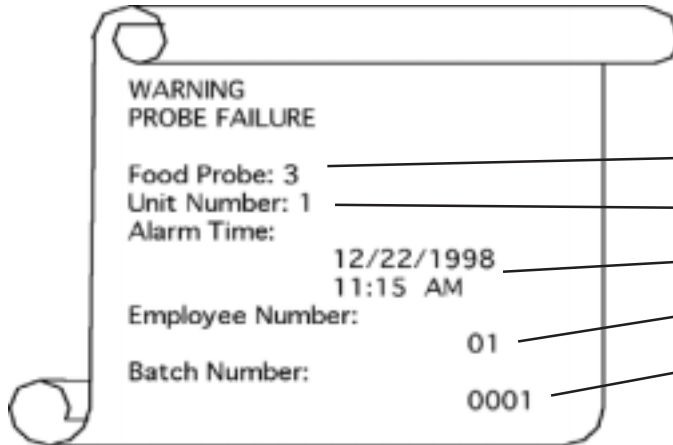 WARNING
PROBE FAILURE
Food Probe: 3
Unit Number: 1
Alarm Time:
12/22/1998
11:15 AM
Employee Number:
01
Batch Number:
0001